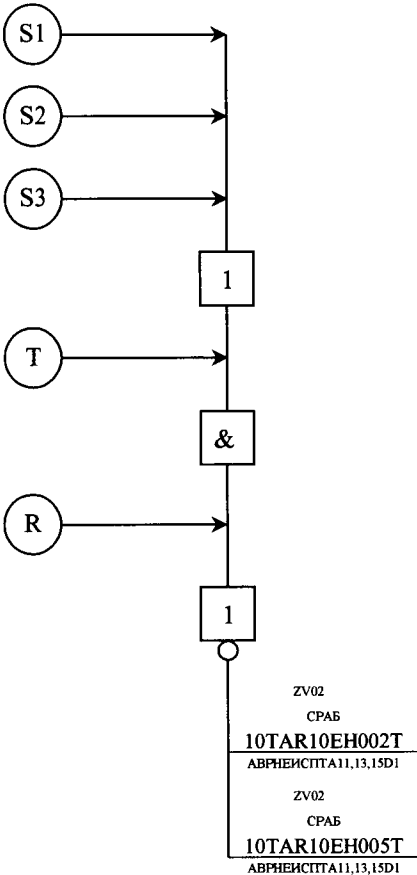 S1
S2
S3
1
T
&
R
1
ZV02
СРАБ
10TAR10EH002T
АВРНЕИСПТА11,13,15D1
ZV02
СРАБ
10TAR10EH005T
АВРНЕИСПТА11,13,15D1